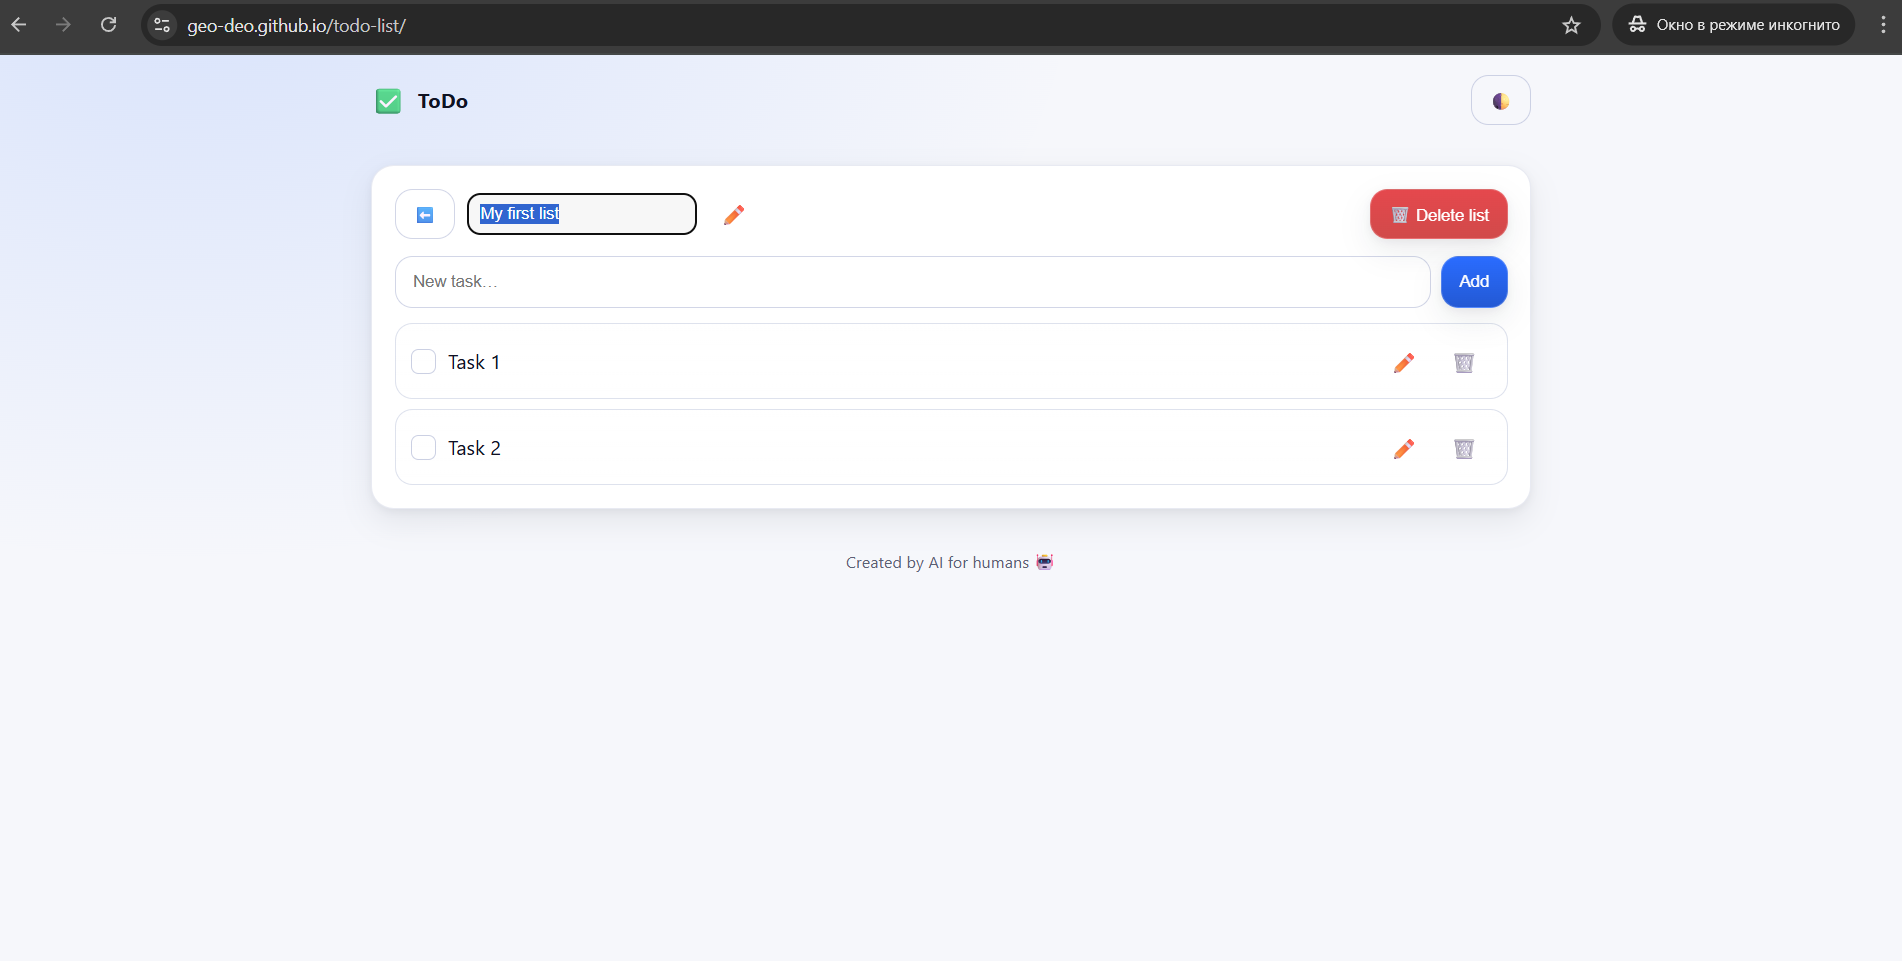 geo-deo.github.io/todo-list/
Окно в режиме инкогнито
ToDo
My first list
Delete list
New task…
Add
Task 1
Task 2
Created by AI for humans